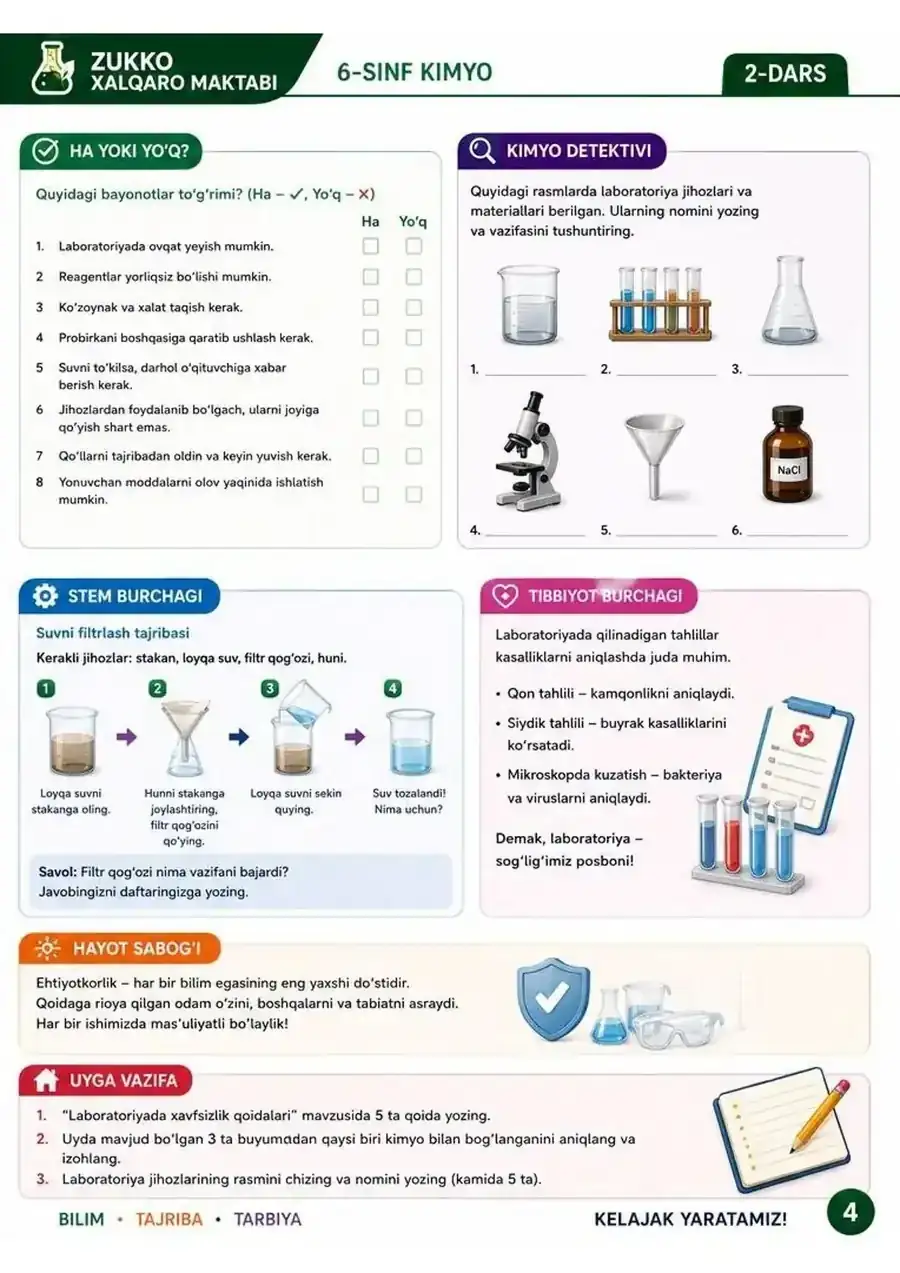 ZUKKO
XALQARO MAKTABI
6-SINF KIMYO
2-DARS
HA YOKI YO‘Q?
Quyidagi bayonotlar to‘g‘rimi? (Ha – ✓, Yo‘q – ✗)
Ha Yo‘q
1. Laboratoriyada ovqat yeyish mumkin.
2 Reagentlar yorliqsiz bo‘lishi mumkin.
3 Ko‘zoynak va xalat taqish kerak.
4 Probirkani boshqasiga qaratib ushlash kerak.
5 Suvni to‘kilsa, darhol o‘qituvchiga xabar
berish kerak.
6 Jihozlardan foydalanib bo‘lgach, ularni joyiga
qo‘yish shart emas.
7 Qo‘llarni tajribadan oldin va keyin yuvish kerak.
8 Yonuvchan moddalarni olov yaqinida ishlatish
mumkin.
KIMYO DETEKTIVI
Quyidagi rasmlarda laboratoriya jihozlari va
materiallari berilgan. Ularning nomini yozing
va vazifasini tushuntiring.
1. 2. 3.
NaCl
4. 5. 6.
STEM BURCHAGI
Suvni filtrlash tajribasi
Kerakli jihozlar: stakan, loyqa suv, filtr qog‘ozi, huni.
1 2 3 4
Loyqa suvni
stakanga oling.
Hunni stakanga
joylashtiring,
filtr qog‘ozini
qo‘ying.
Loyqa suvni sekin
quying.
Suv tozalandi!
Nima uchun?
Savol: Filtr qog‘ozi nima vazifani bajardi?
Javobingizni daftaringizga yozing.
TIBBIYOT BURCHAGI
Laboratoriyada qilinadigan tahlillar
kasalliklarni aniqlashda juda muhim.
• Qon tahlili – kamqonlikni aniqlaydi.
• Siydik tahlili – buyrak kasalliklarini
ko‘rsatadi.
• Mikroskopda kuzatish – bakteriya
va viruslarni aniqlaydi.
Demak, laboratoriya –
sog‘lig‘imiz posboni!
HAYOT SABOG‘I
Ehtiyotkorlik – har bir bilim egasining eng yaxshi do‘stidir.
Qoidaga rioya qilgan odam o‘zini, boshqalarni va tabiatni asraydi.
Har bir ishimizda mas’uliyatli bo‘laylik!
UYGA VAZIFA
1. “Laboratoriyada xavfsizlik qoidalari” mavzusida 5 ta qoida yozing.
2. Uyda mavjud bo‘lgan 3 ta buyumdan qaysi biri kimyo bilan bog‘langanini aniqlang va
izohlang.
3. Laboratoriya jihozlarining rasmini chizing va nomini yozing (kamida 5 ta).
BILIM • TAJRIBA • TARBIYA
KELAJAK YARATAMIZ!
4